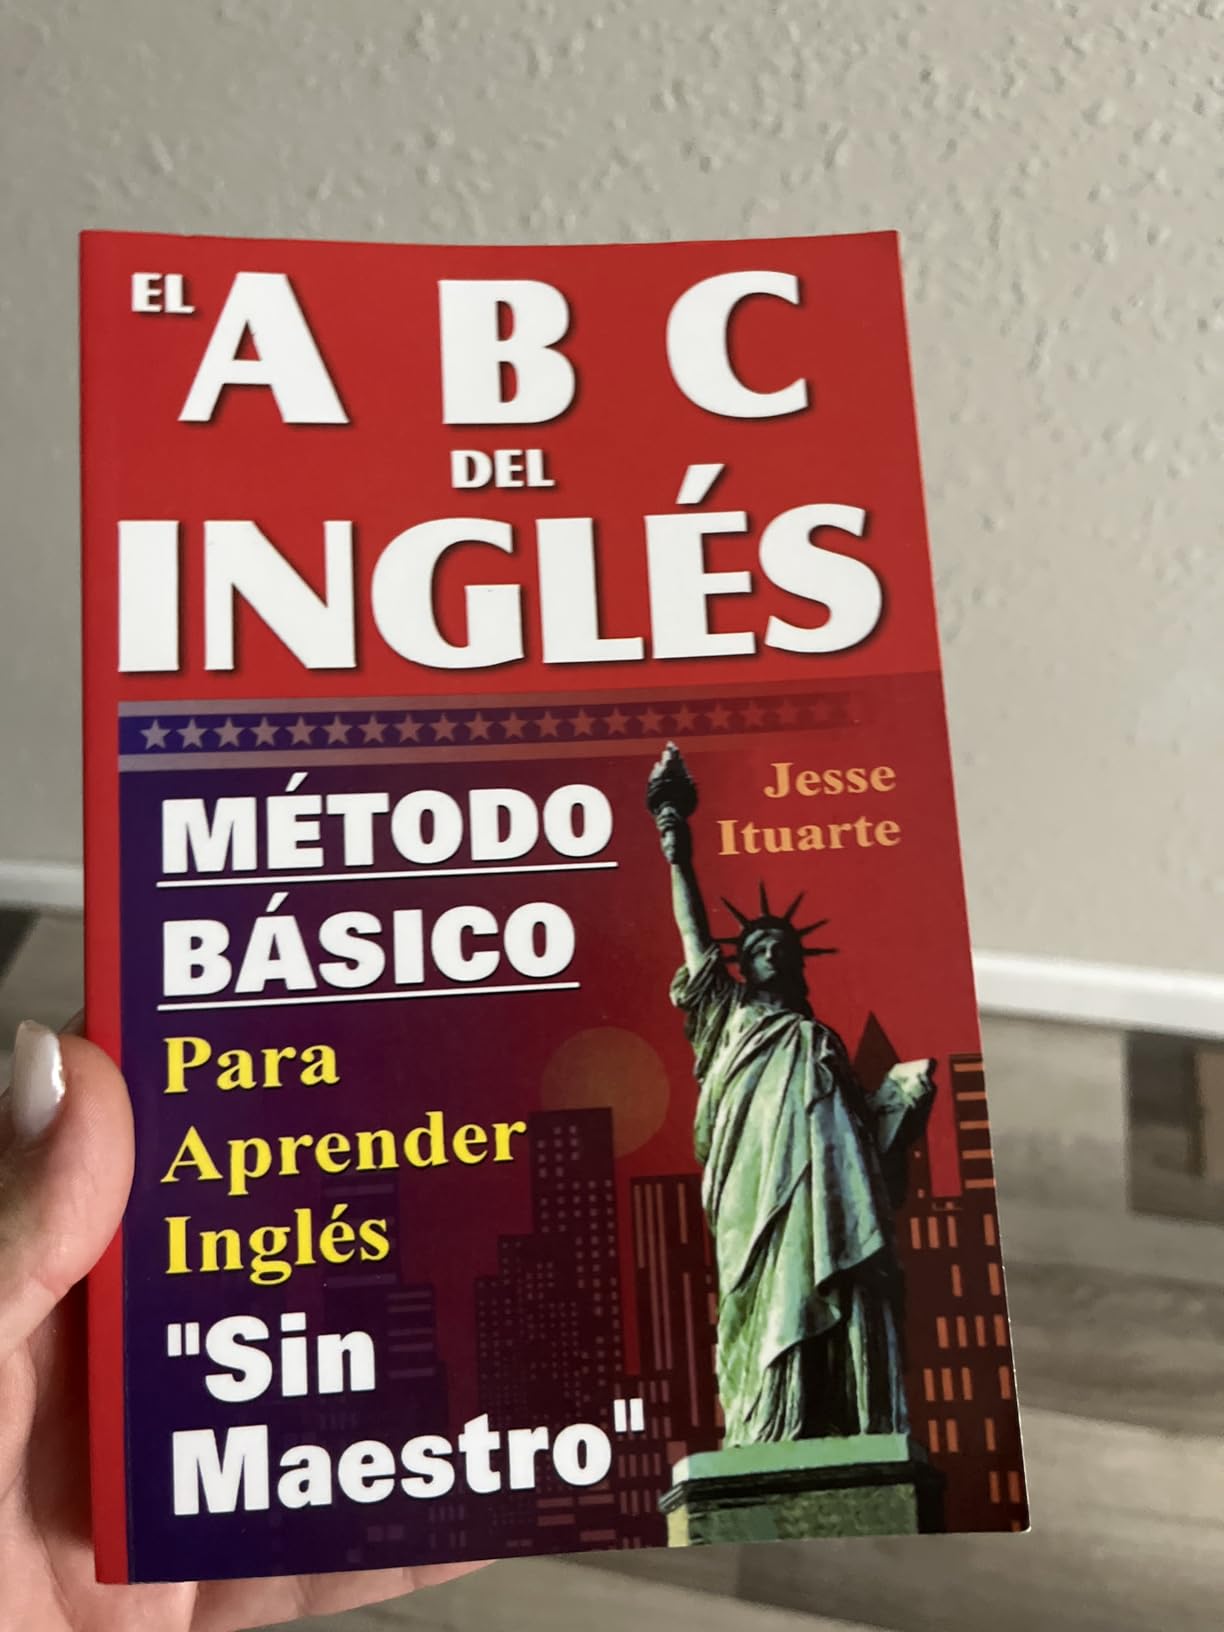 EL A B C
DEL
INGLÉS
Jesse
Ituarte
MÉTODO
BÁSICO
Para
Aprender
Inglés
"Sin
Maestro"